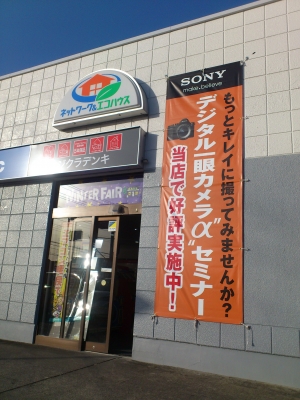 ネットワーク&エコハウス
クラデンキ
C
WINTER FAIR
SONY
make.believe
もっとキレイに撮ってみませんか?
デジタル一眼カメラ"α"セミナー
当店で好評実施中!